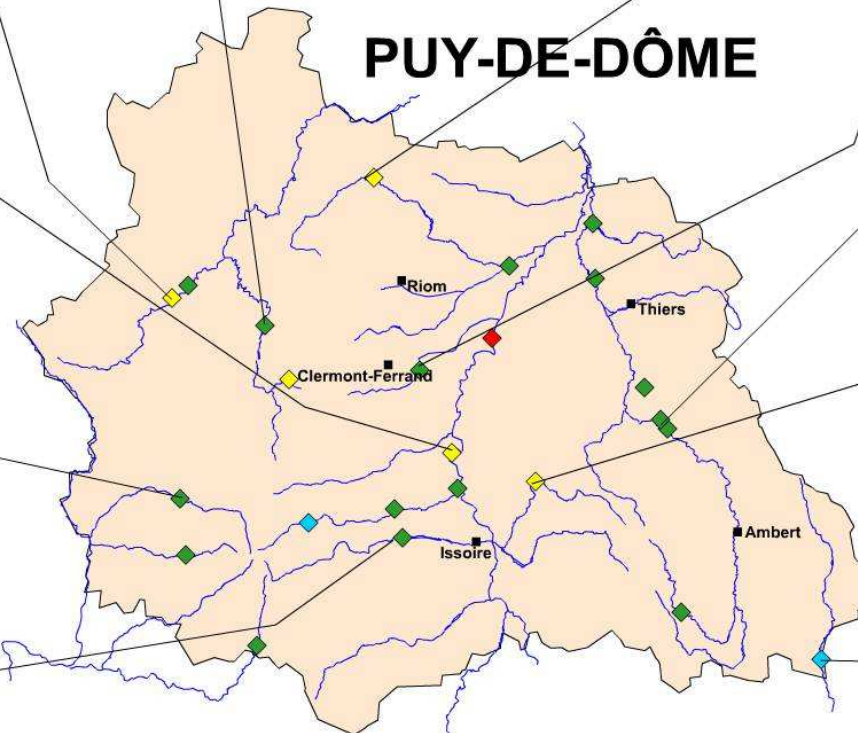 PUY-DE-DÔME
Riom
Thiers
Clermont-Ferrand
Ambert
Issoire